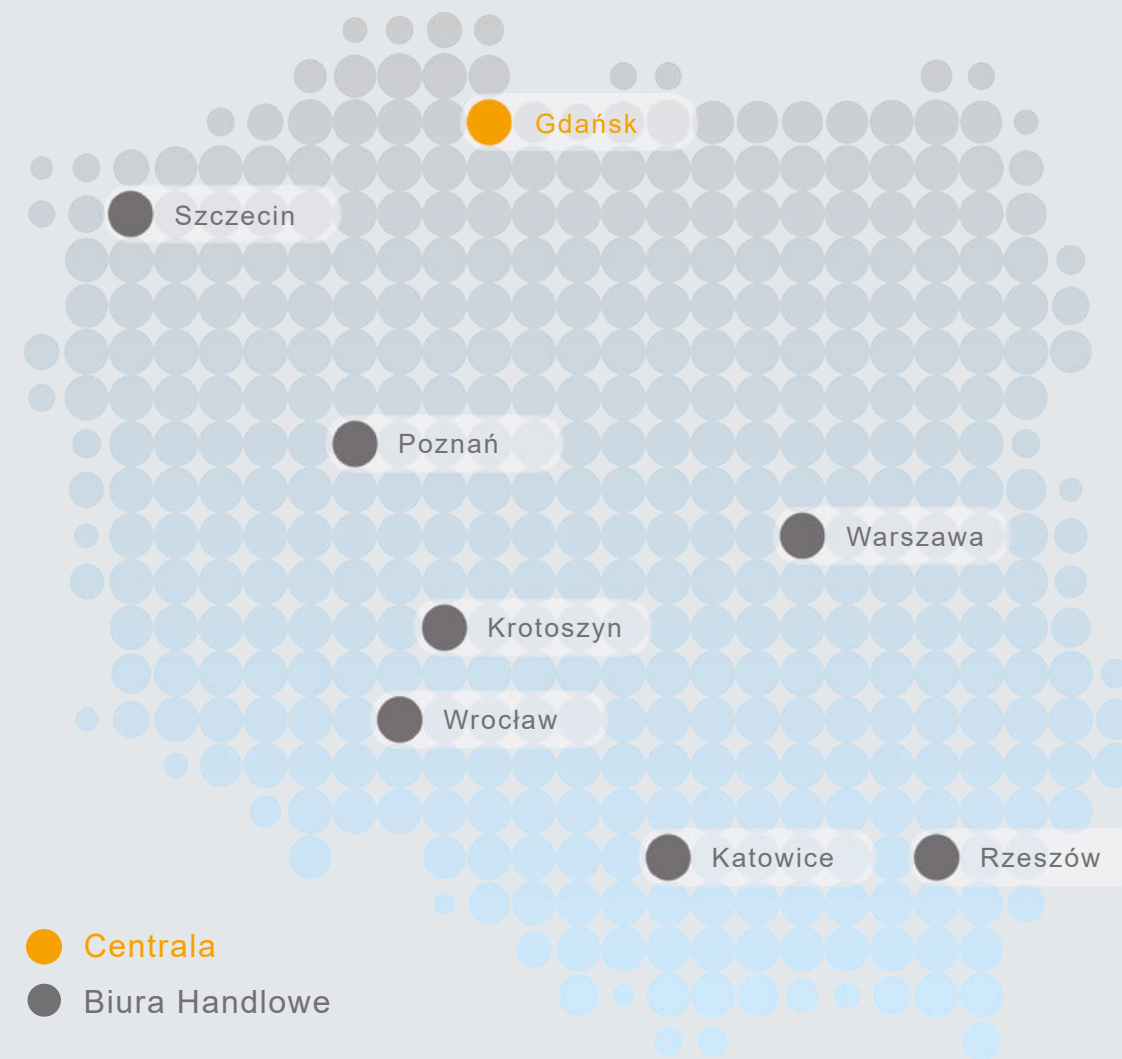 Gdańsk
Szczecin
Poznań
Warszawa
Krotoszyn
Wrocław
Katowice
Rzeszów
Centrala
Biura Handlowe